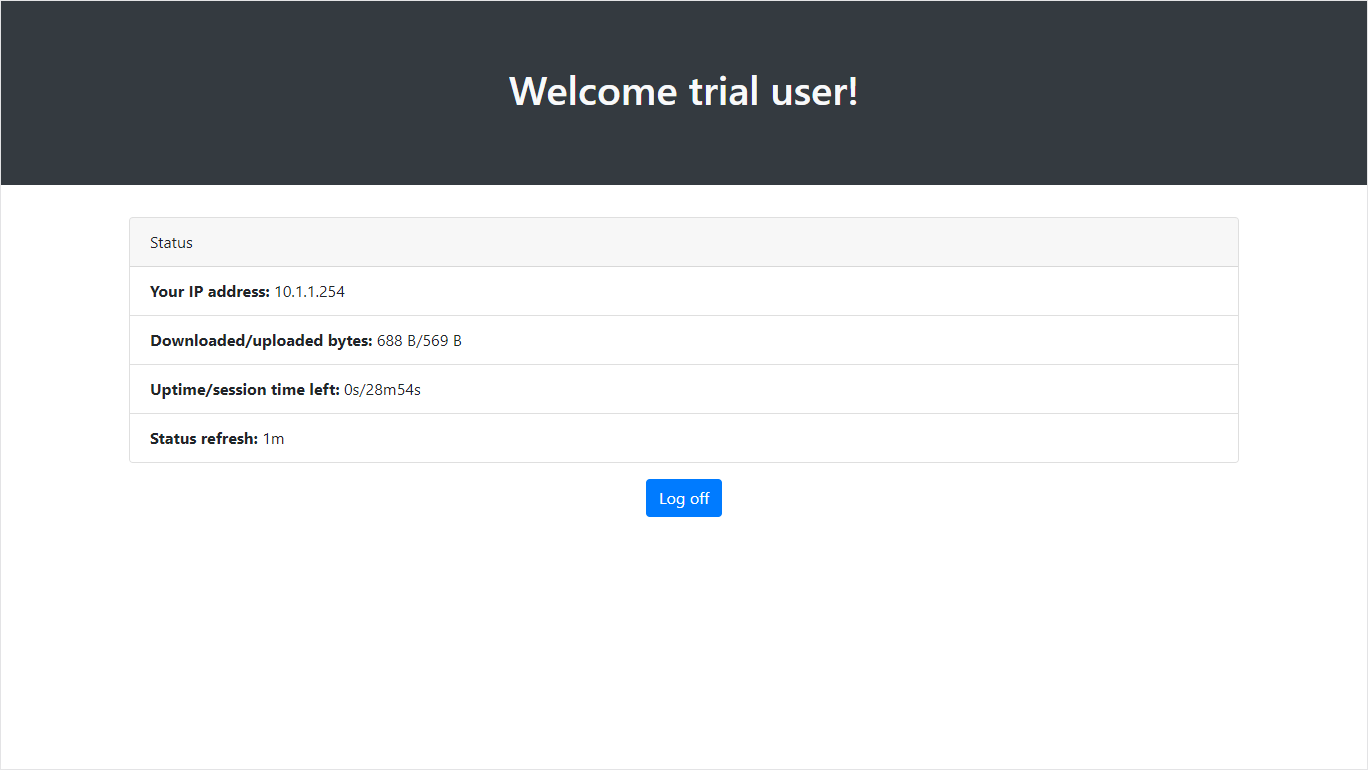 Welcome trial user!
Status
Your IP address: 10.1.1.254
Downloaded/uploaded bytes: 688 B/569 B
Uptime/session time left: 0s/28m54s
Status refresh: 1m
Log off